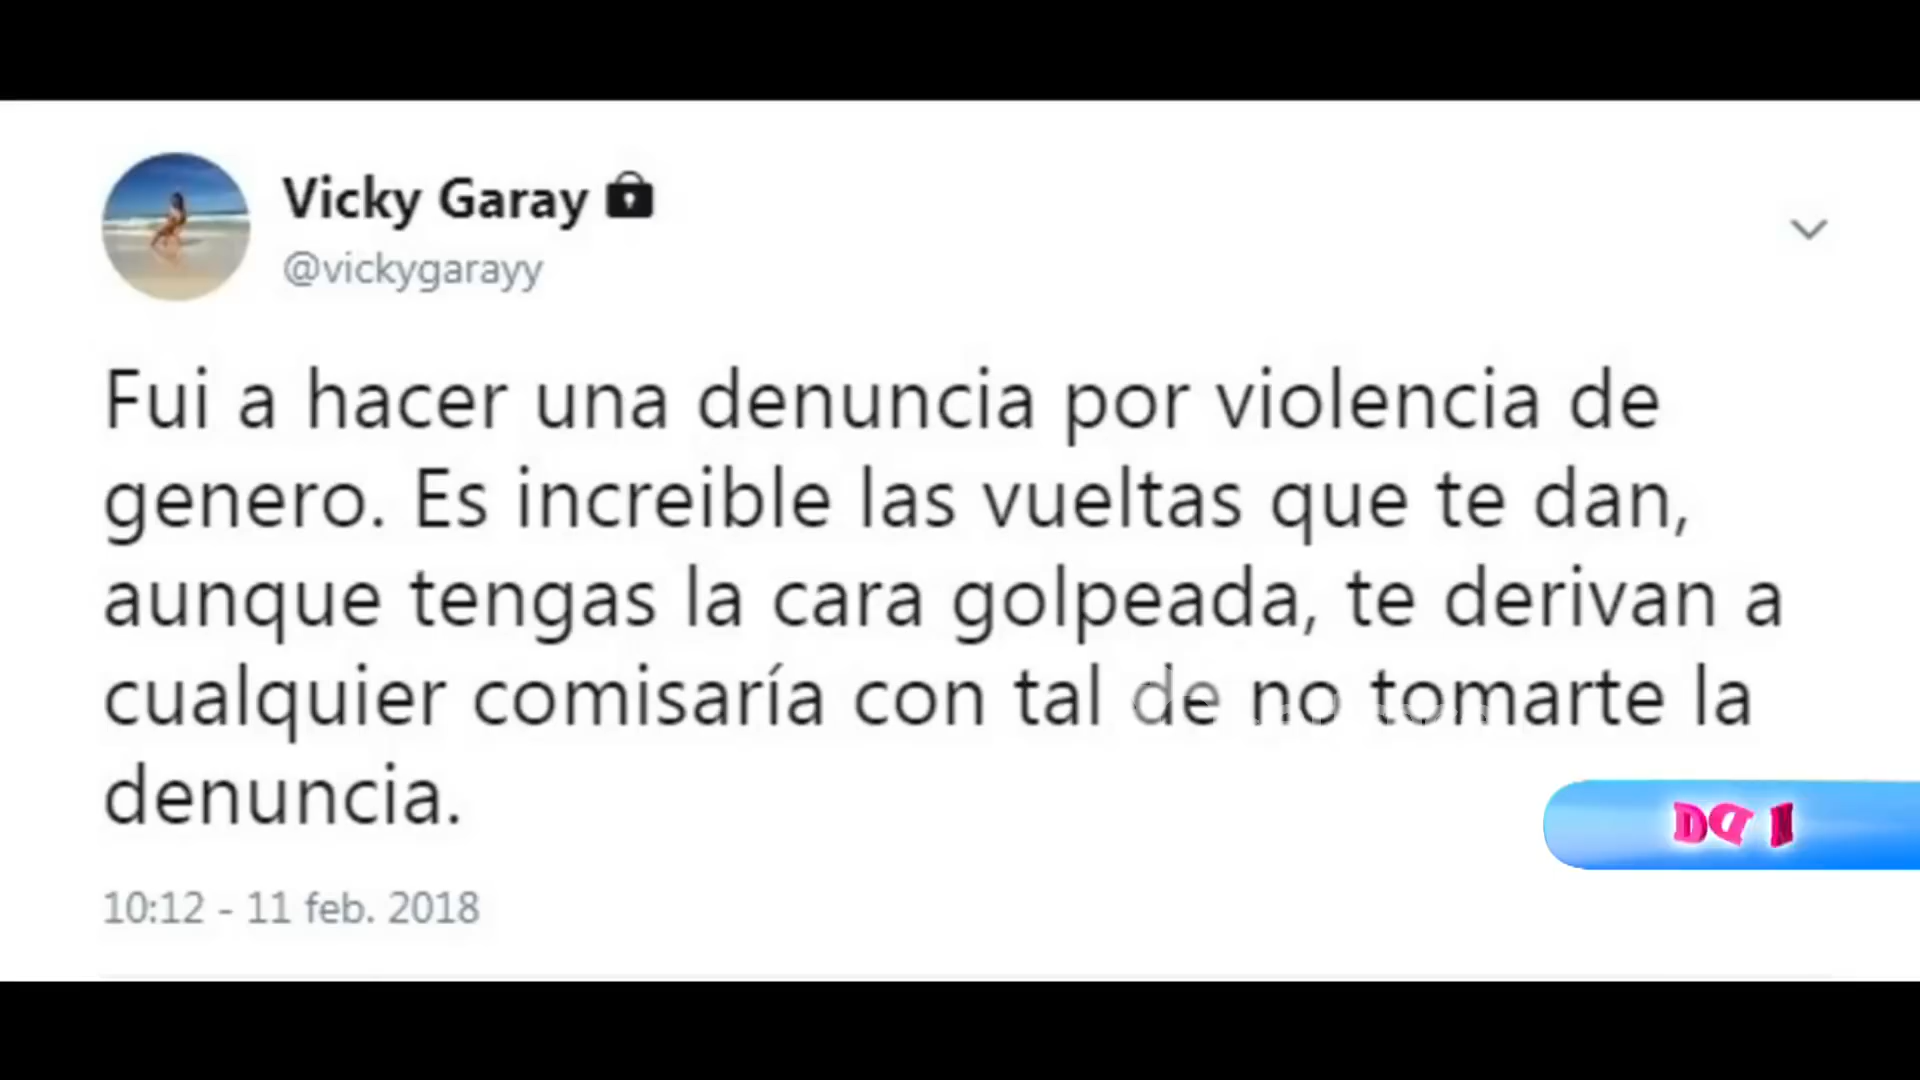 Vicky Garay
@vickygarayy
Fui a hacer una denuncia por violencia de
genero. Es increible las vueltas que te dan,
aunque tengas la cara golpeada, te derivan a
cualquier comisaría con tal de no tomarte la
denuncia.
10:12 - 11 feb. 2018